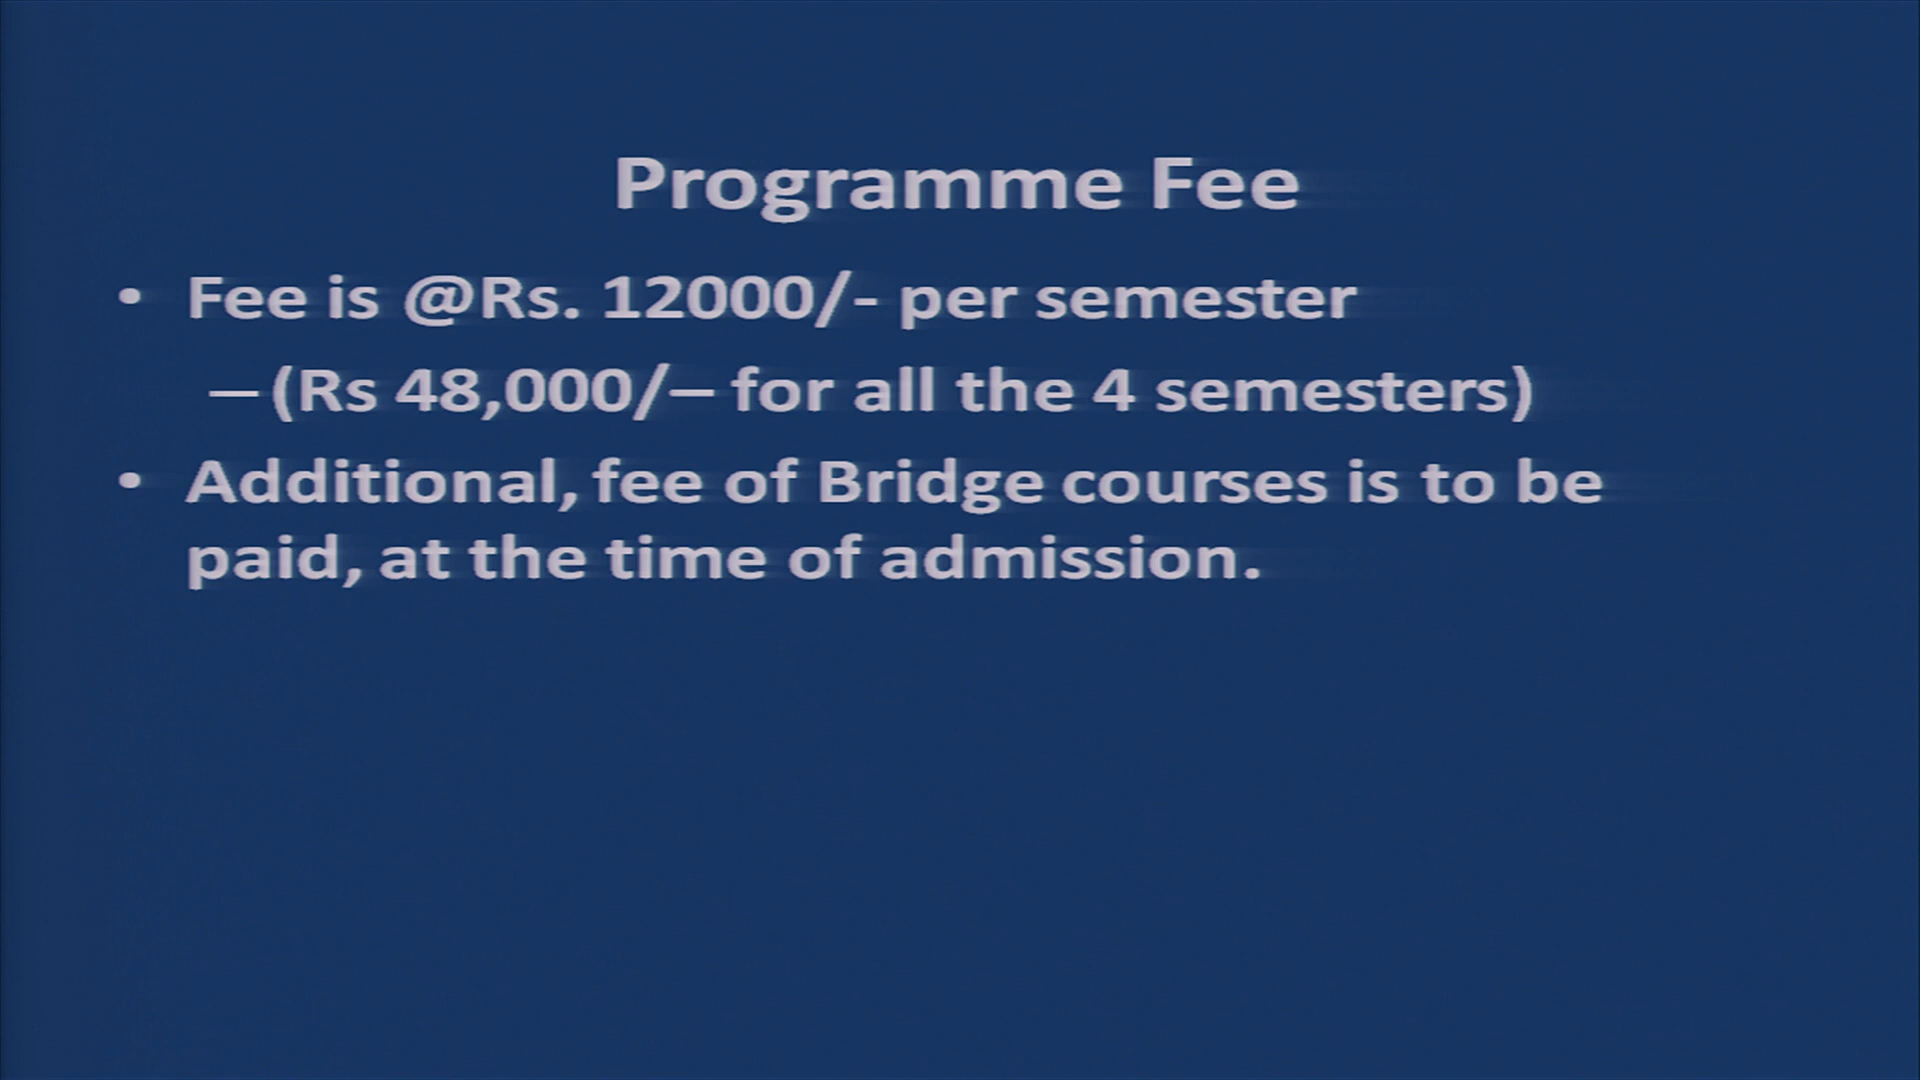 Programme Fee
• Fee is @Rs. 12000/- per semester
– (Rs 48,000/– for all the 4 semesters)
• Additional, fee of Bridge courses is to be
paid, at the time of admission.